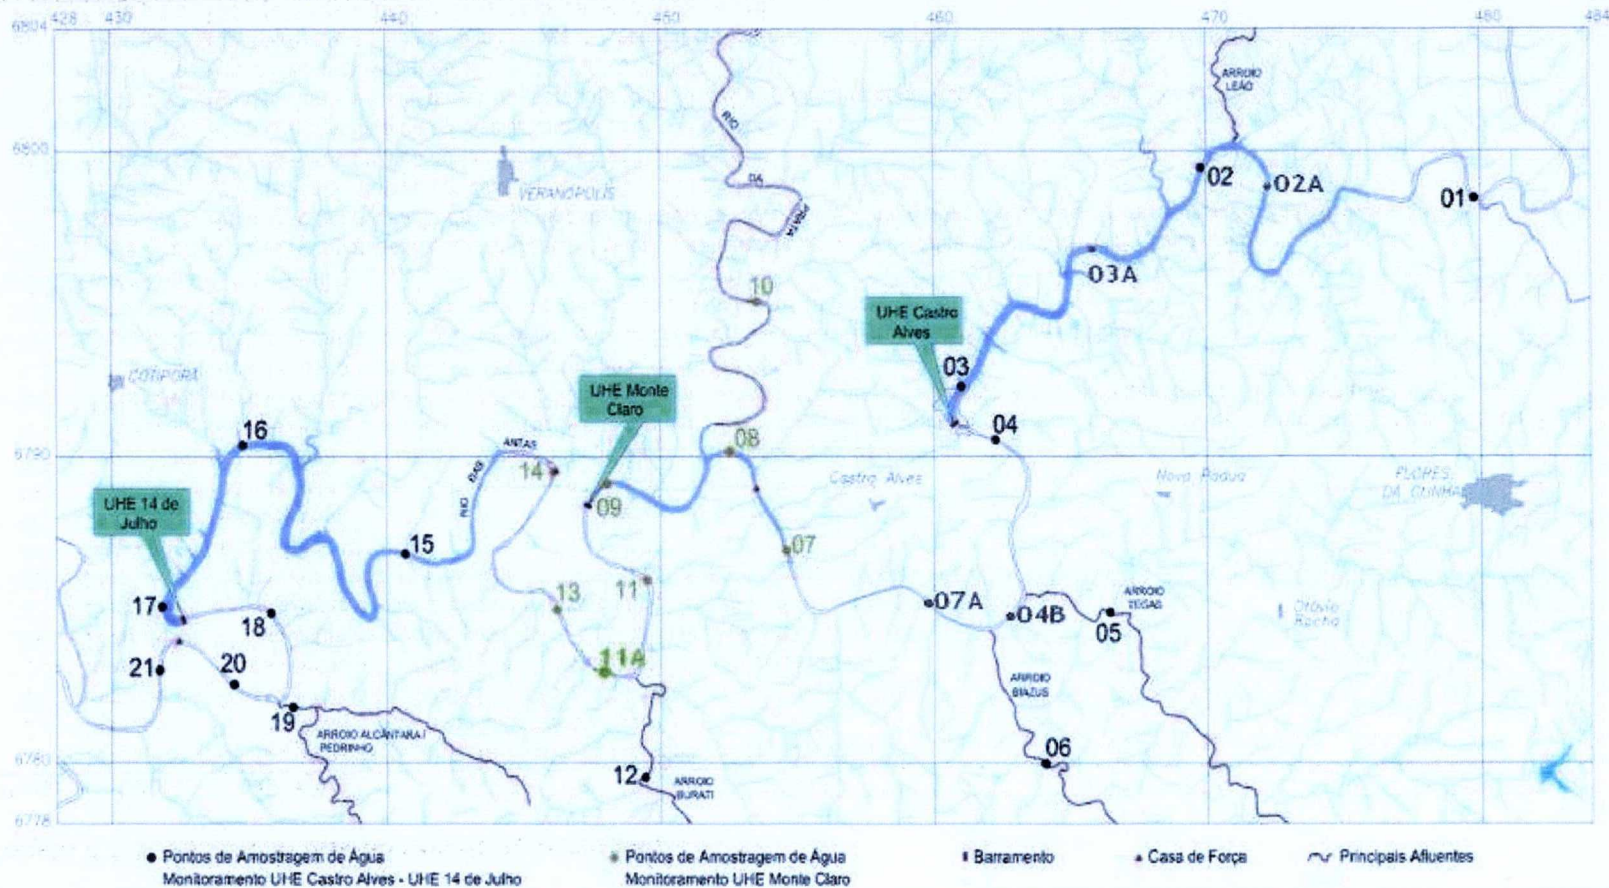 428 430 440 450 460 470 480 484
6804
ARROIO
LEÃO
RIO
6800
DA
PRATA
02
02A
01
VERANÓPOLIS
10
03A
UHE Castro
Alves
COTIPORÃ
03
UHE Monte
Claro
16
04
ANTAS
08
6790
14
DAS
RIO
Castro Alves
Nova Pádua
FLORES
DA CUNHA
UHE 14 de
Julho
09
15
07
11
13
17
18
07A
04B
ARROIO
TEGAS
05
Otávio
Rocha
21
20
11A
ARROIO
BIAZUS
19
ARROIO ALCÂNTARA/
PEDRINHO
06
6780
12
ARROIO
BURATI
6778
Pontos de Amostragem de Água
Monitoramento UHE Castro Alves - UHE 14 de Julho
Pontos de Amostragem de Água
Monitoramento UHE Monte Claro
Barramento
Casa de Força
Principais Afluentes